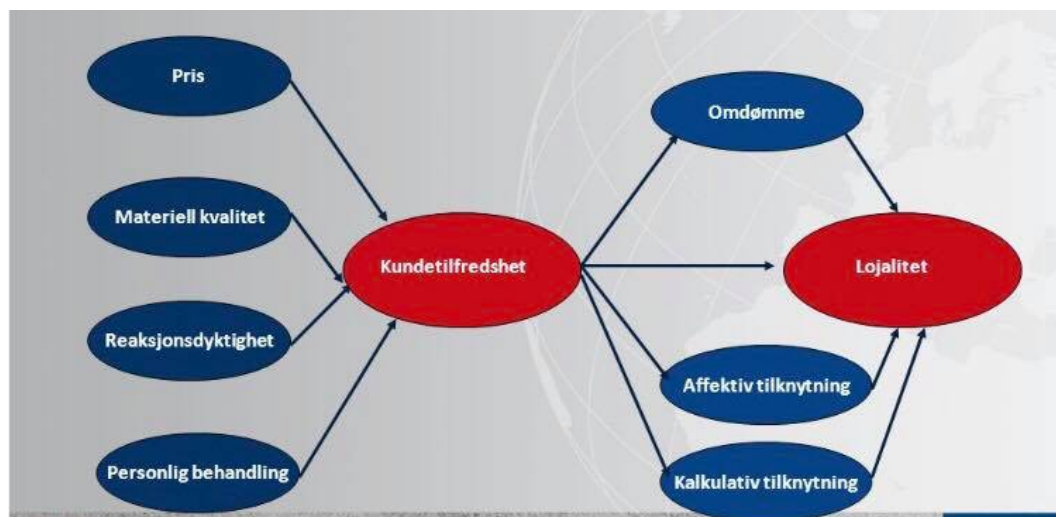 Pris
Materiell kvalitet
Reaksjonsdyktighet
Personlig behandling
Kundetilfredshet
Omdømme
Lojalitet
Affektiv tilknytning
Kalkulativ tilknytning